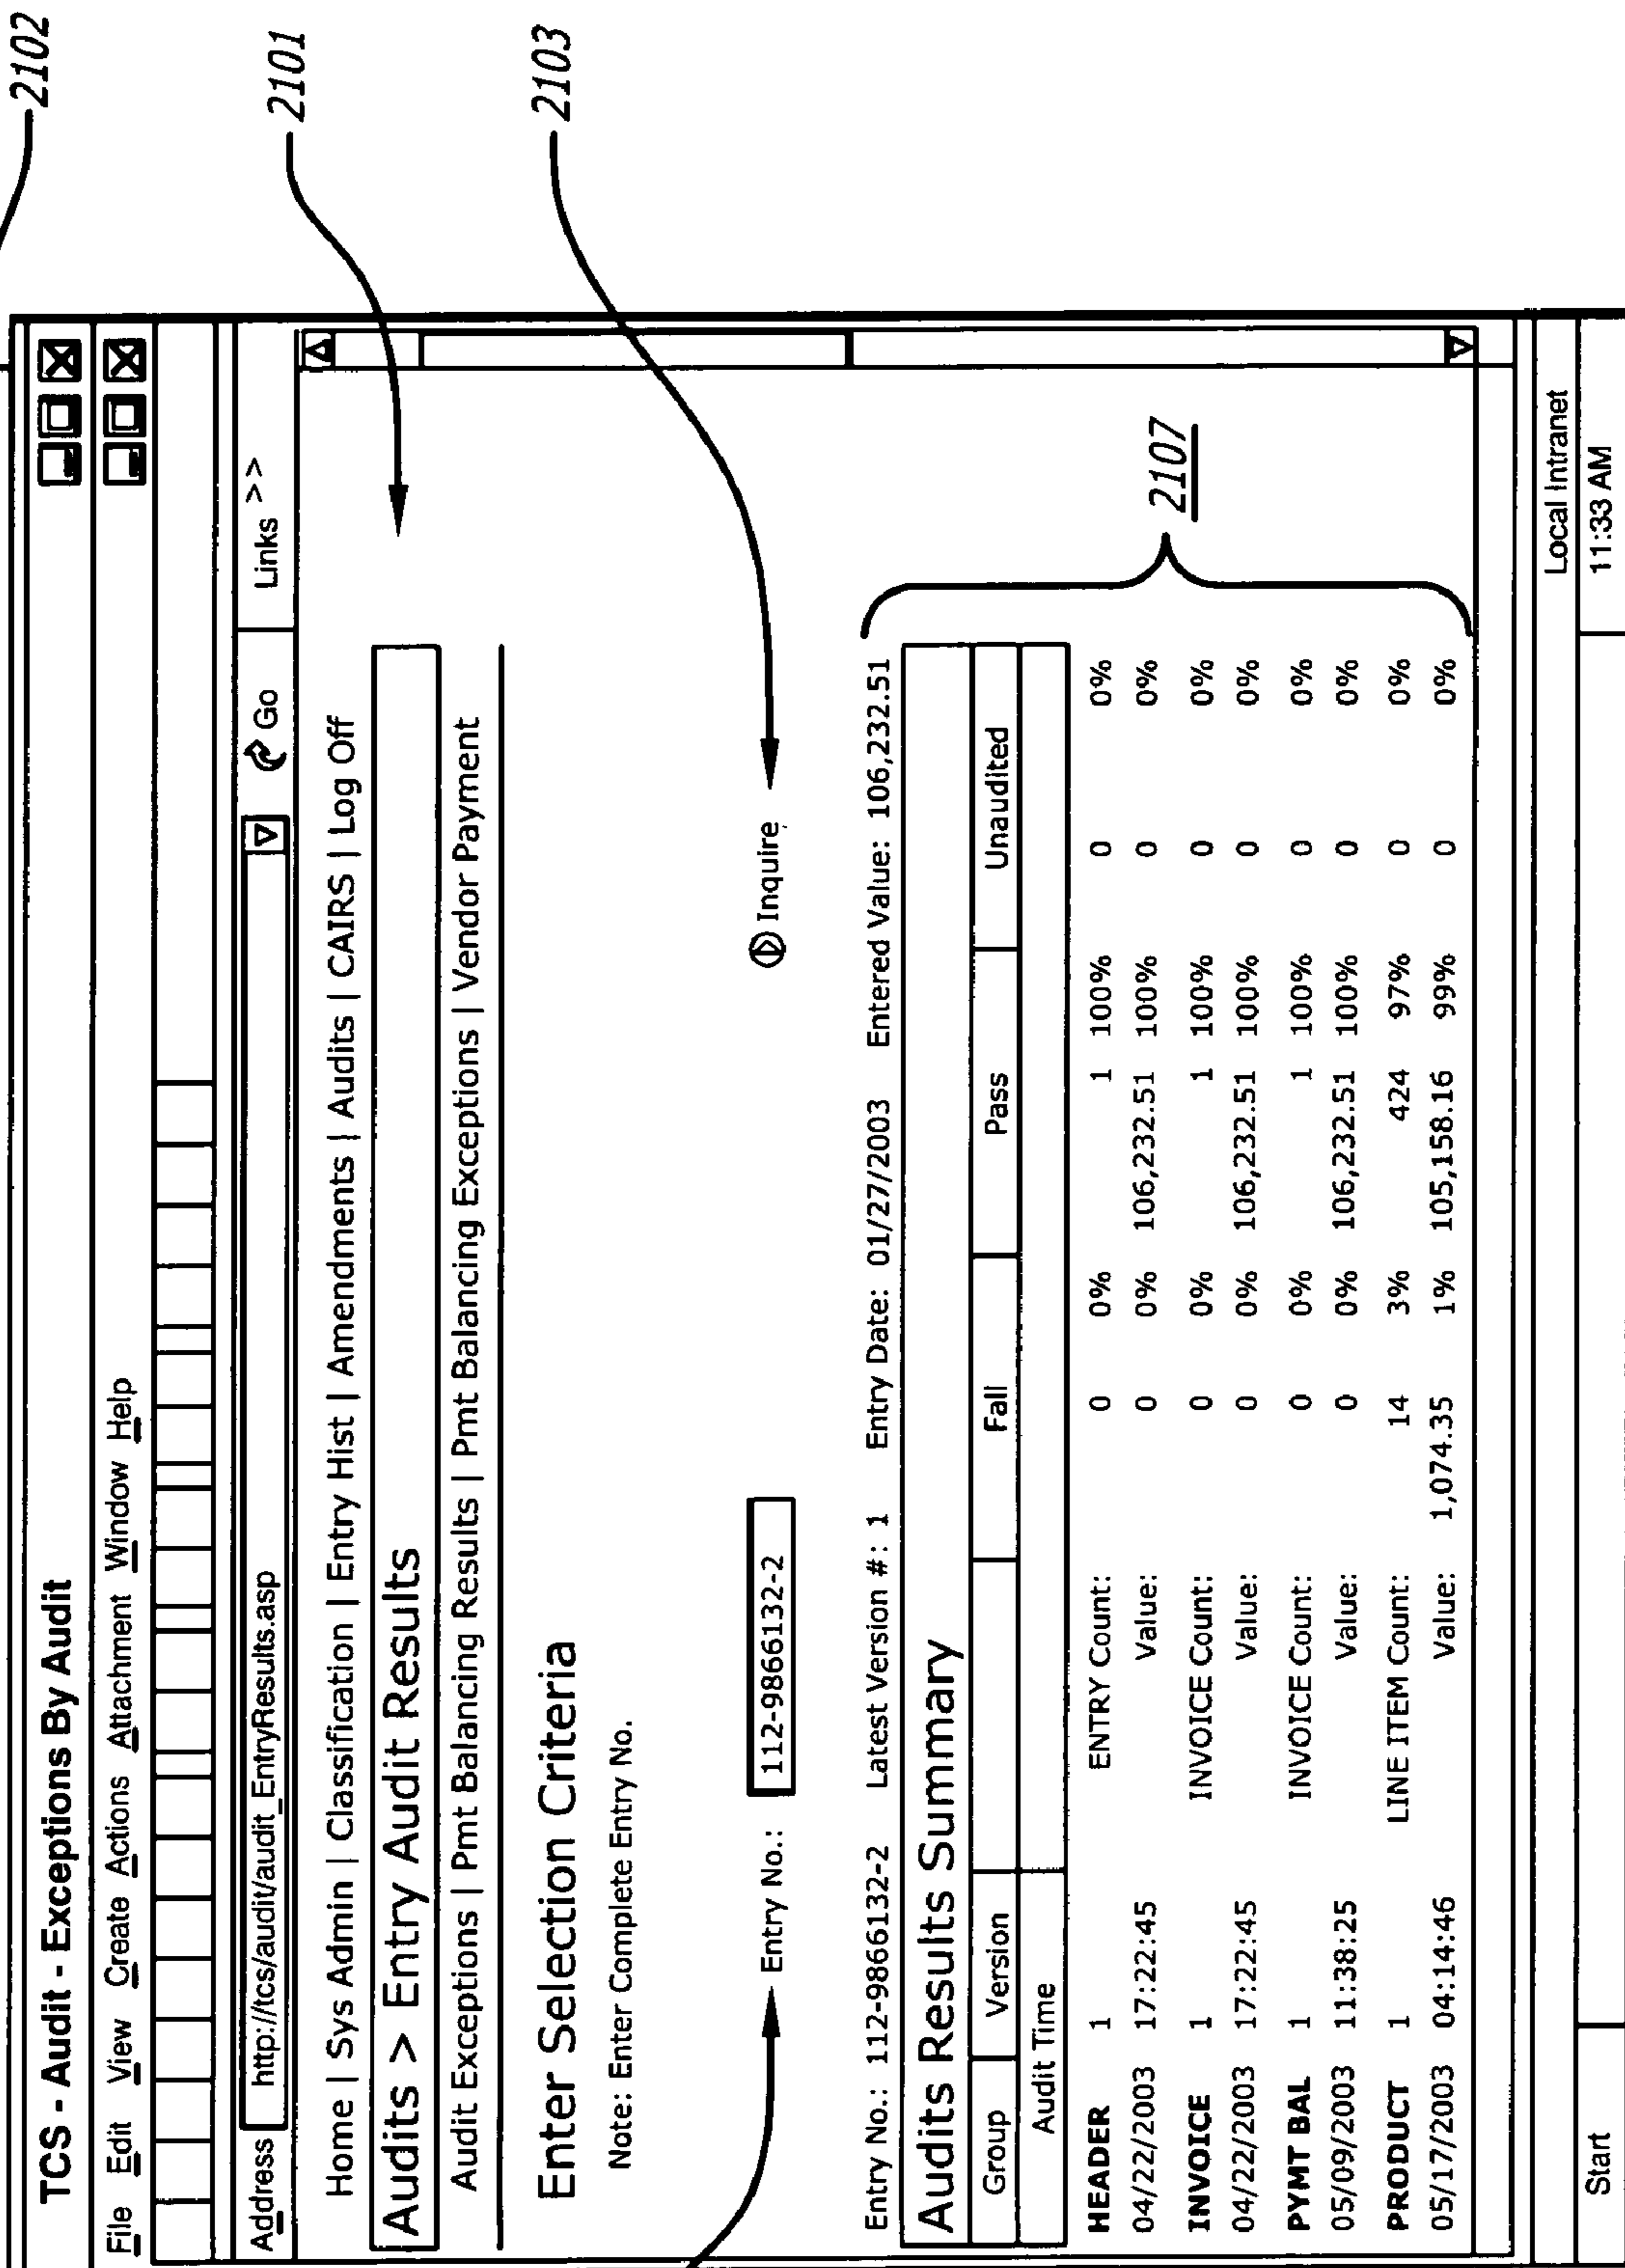 2102
TCS - Audit - Exceptions By Audit
File Edit View Create Actions Attachment Window Help
Address http://tcs/audit/audit_EntryResults.asp Go Links >>
2101
Home | Sys Admin | Classification | Entry Hist | Amendments | Audits | CAIRS | Log Off
Audits > Entry Audit Results
Audit Exceptions | Pmt Balancing Results | Pmt Balancing Exceptions | Vendor Payment
2103
Enter Selection Criteria
Note: Enter Complete Entry No.
Entry No.: 112-9866132-2 Inquire
Entry No.: 112-9866132-2 Latest Version #: 1 Entry Date: 01/27/2003 Entered Value: 106,232.51
Audits Results Summary
Group Version Fall Pass Unaudited
Audit Time
2107
HEADER 1 ENTRY Count: 0 0% 1 100% 0 0%
04/22/2003 17:22:45 Value: 0 0% 106,232.51 100% 0 0%
INVOICE 1 INVOICE Count: 0 0% 1 100% 0 0%
04/22/2003 17:22:45 Value: 0 0% 106,232.51 100% 0 0%
PYMT BAL 1 INVOICE Count: 0 0% 1 100% 0 0%
05/09/2003 11:38:25 Value: 0 0% 106,232.51 100% 0 0%
PRODUCT 1 LINE ITEM Count: 14 3% 424 97% 0 0%
05/17/2003 04:14:46 Value: 1,074.35 1% 105,158.16 99% 0 0%
Local Intranet
Start 11:33 AM